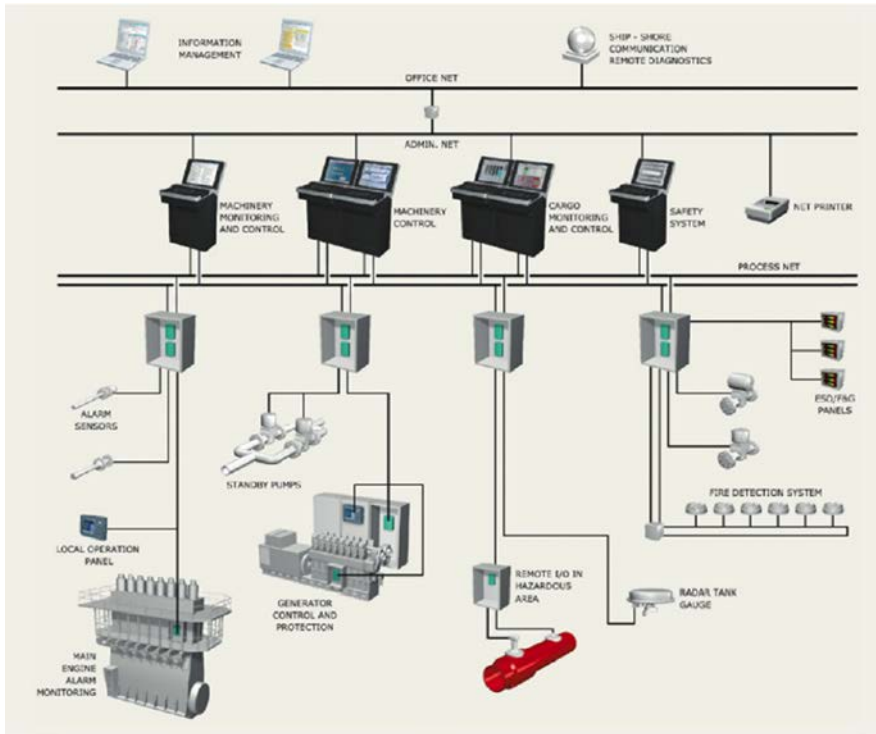 INFORMATION
MANAGEMENT
SHIP - SHORE
COMMUNICATION
REMOTE DIAGNOSTICS
OFFICE NET
ADMIN. NET
MACHINERY
MONITORING
AND CONTROL
MACHINERY
CONTROL
CARGO
MONITORING
AND CONTROL
SAFETY
SYSTEM
NET PRINTER
PROCESS NET
ALARM
SENSORS
STANDBY PUMPS
ESD/F&G
PANELS
FIRE DETECTION SYSTEM
LOCAL OPERATION
PANEL
GENERATOR
CONTROL AND
PROTECTION
REMOTE I/O IN
HAZARDOUS
AREA
RADAR TANK
GAUGE
MAIN
ENGINE
ALARM
MONITORING